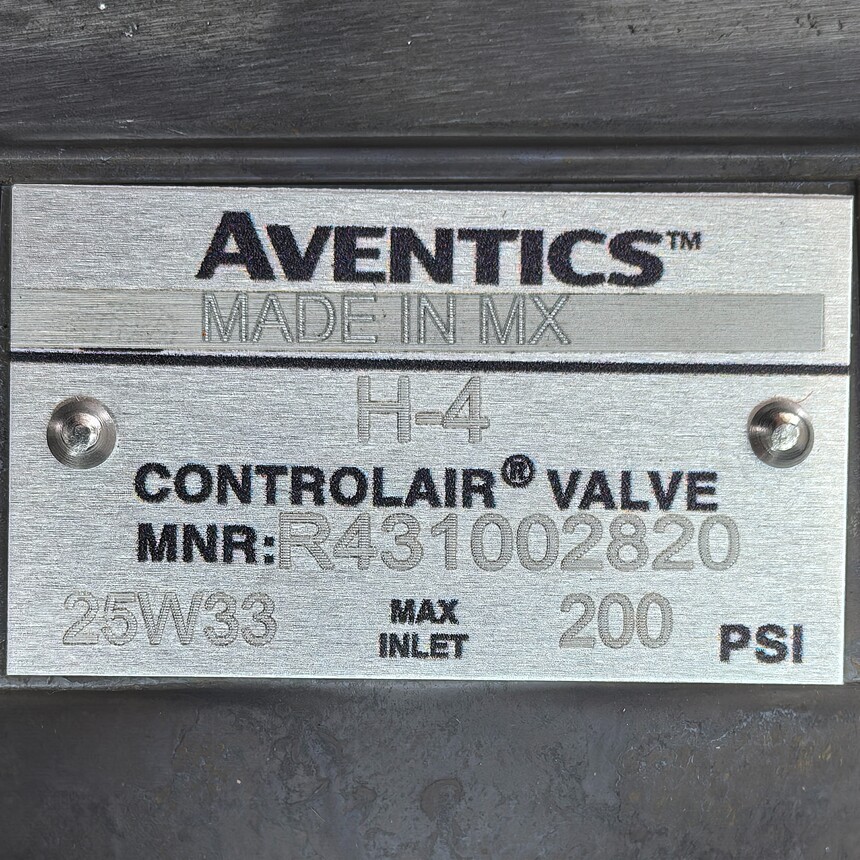 AVENTICS™
MADE IN MX
H-4
CONTROLAIR® VALVE
MNR:R431002820
25W33 MAX INLET 200 PSI